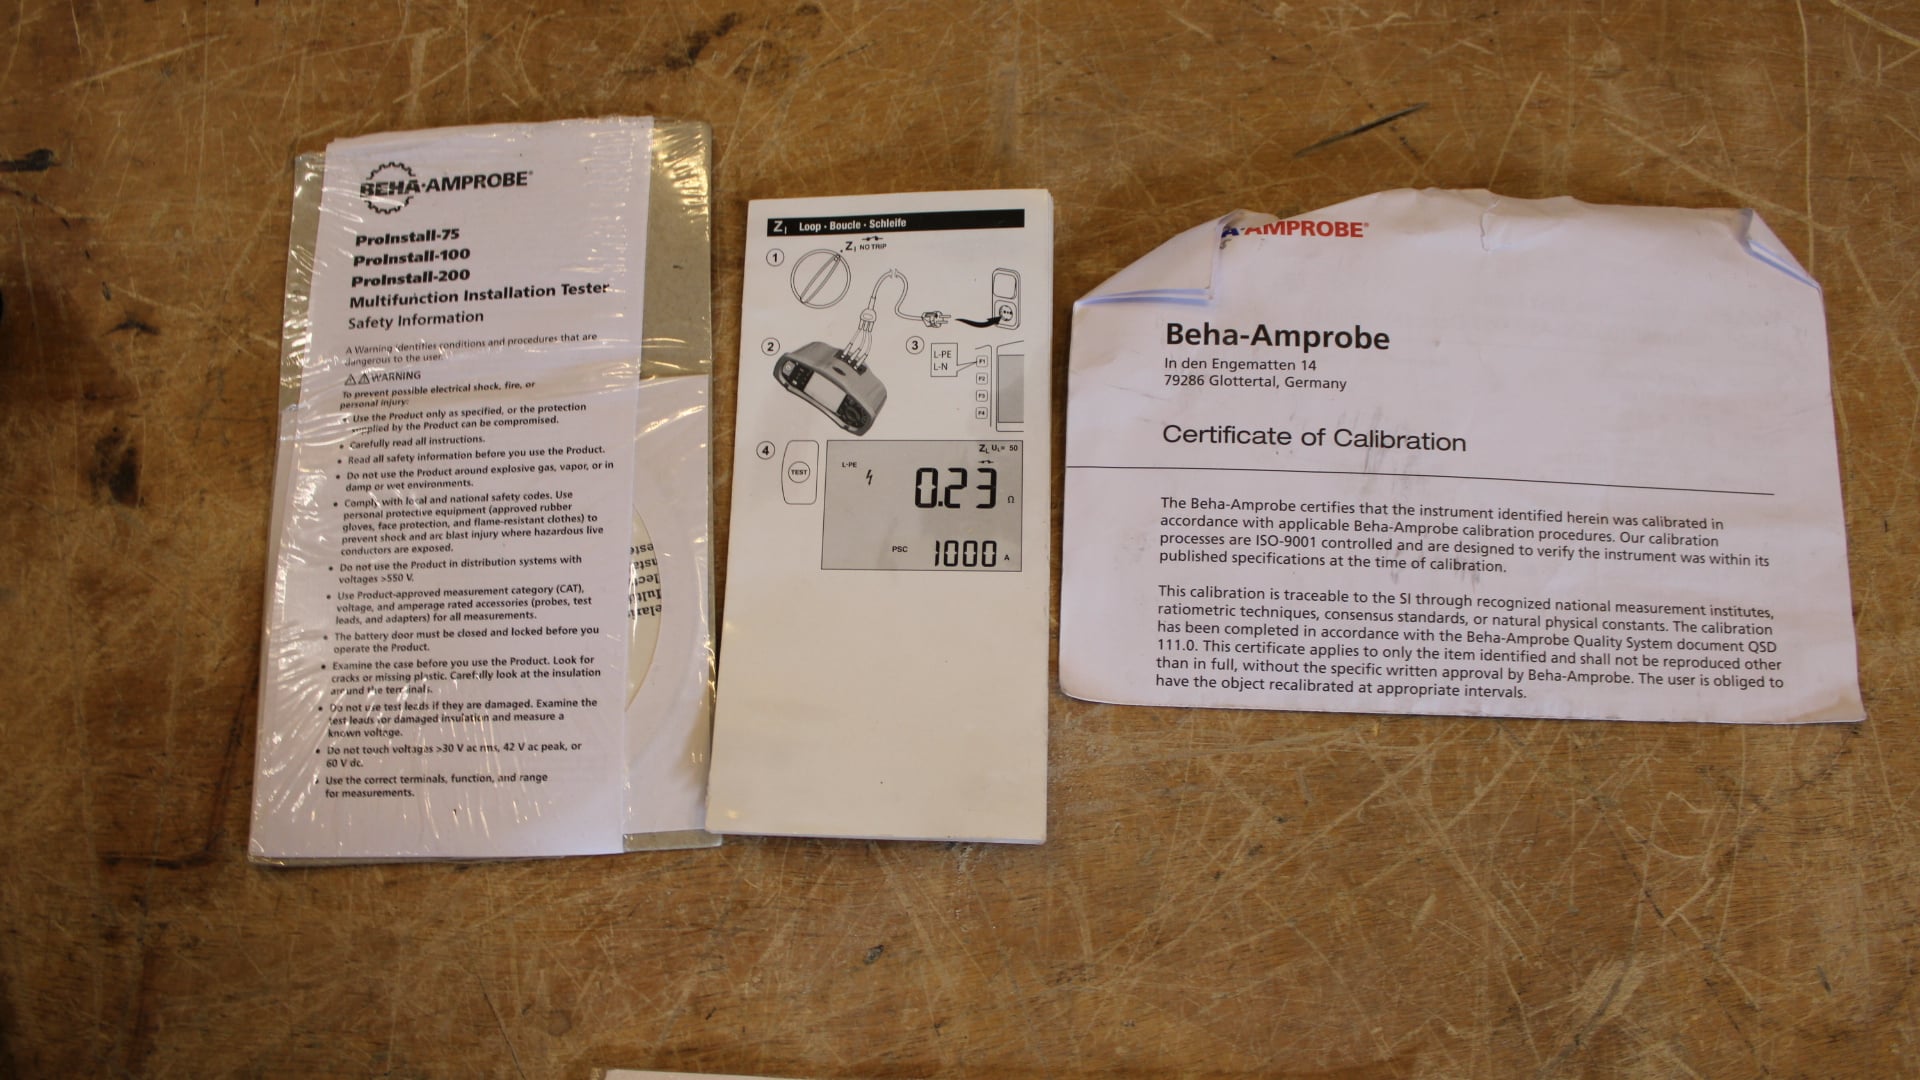 BEHA-AMPROBE®
ProInstall-75
ProInstall-100
ProInstall-200
Multifunction Installation Tester
Safety Information
A Warning identifies conditions and procedures that are
dangerous to the user.
WARNING
To prevent possible electrical shock, fire, or
personal injury:
• Use the Product only as specified, or the protection
supplied by the Product can be compromised.
• Carefully read all instructions.
• Read all safety information before you use the Product.
• Do not use the Product around explosive gas, vapor, or in
damp or wet environments.
• Comply with local and national safety codes. Use
personal protective equipment (approved rubber
gloves, face protection, and flame-resistant clothes) to
prevent shock and arc blast injury where hazardous live
conductors are exposed.
• Do not use the Product in distribution systems with
voltages >550 V.
• Use Product-approved measurement category (CAT),
voltage, and amperage rated accessories (probes, test
leads, and adapters) for all measurements.
• The battery door must be closed and locked before you
operate the Product.
• Examine the case before you use the Product. Look for
cracks or missing plastic. Carefully look at the insulation
around the terminals.
• Do not use test leads if they are damaged. Examine the
test leads for damaged insulation and measure a
known voltage.
• Do not touch voltages >30 V ac rms, 42 V ac peak, or
60 V dc.
• Use the correct terminals, function, and range
for measurements.
ZI Loop · Boucle · Schleife
1
ZI NO TRIP
2
3
L-PE
L-N
F1
F2
F3
F4
4
TEST
ZL UL= 50
L-PE
0.23 Ω
PSC 1000 A
A-AMPROBE®
Beha-Amprobe
In den Engematten 14
79286 Glottertal, Germany
Certificate of Calibration
The Beha-Amprobe certifies that the instrument identified herein was calibrated in
accordance with applicable Beha-Amprobe calibration procedures. Our calibration
processes are ISO-9001 controlled and are designed to verify the instrument was within its
published specifications at the time of calibration.
This calibration is traceable to the SI through recognized national measurement institutes,
ratiometric techniques, consensus standards, or natural physical constants. The calibration
has been completed in accordance with the Beha-Amprobe Quality System document QSD
111.0. This certificate applies to only the item identified and shall not be reproduced other
than in full, without the specific written approval by Beha-Amprobe. The user is obliged to
have the object recalibrated at appropriate intervals.